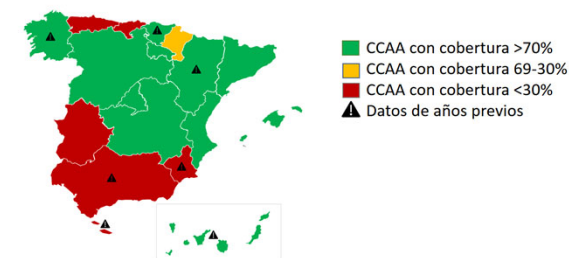 CCAA con cobertura >70%
CCAA con cobertura 69-30%
CCAA con cobertura <30%
Datos de años previos